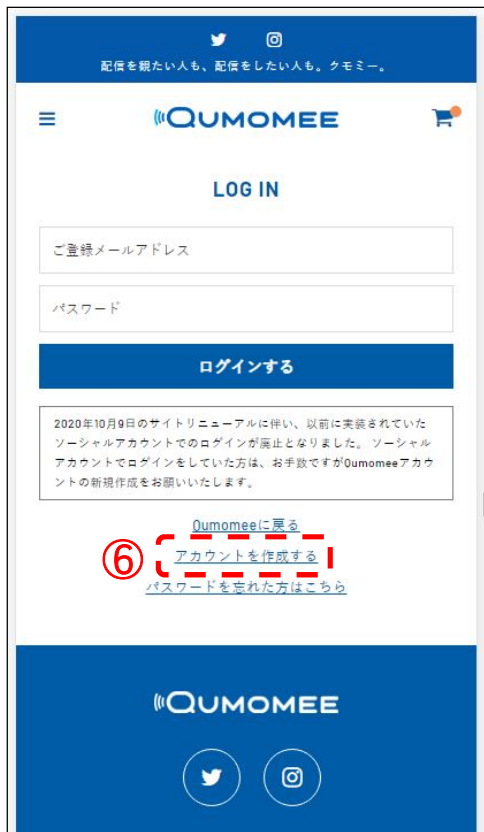 配信を観たい人も、配信をしたい人も。クモミー。
QUMOMEE
LOG IN
ご登録メールアドレス
パスワード
ログインする
2020年10月9日のサイトリニューアルに伴い、以前に実装されていた
ソーシャルアカウントでのログインが廃止となりました。 ソーシャル
アカウントでログインをしていた方は、お手数ですがQumomeeアカウ
ントの新規作成をお願いいたします。
Qumomeeに戻る
⑥ アカウントを作成する
パスワードを忘れた方はこちら
QUMOMEE